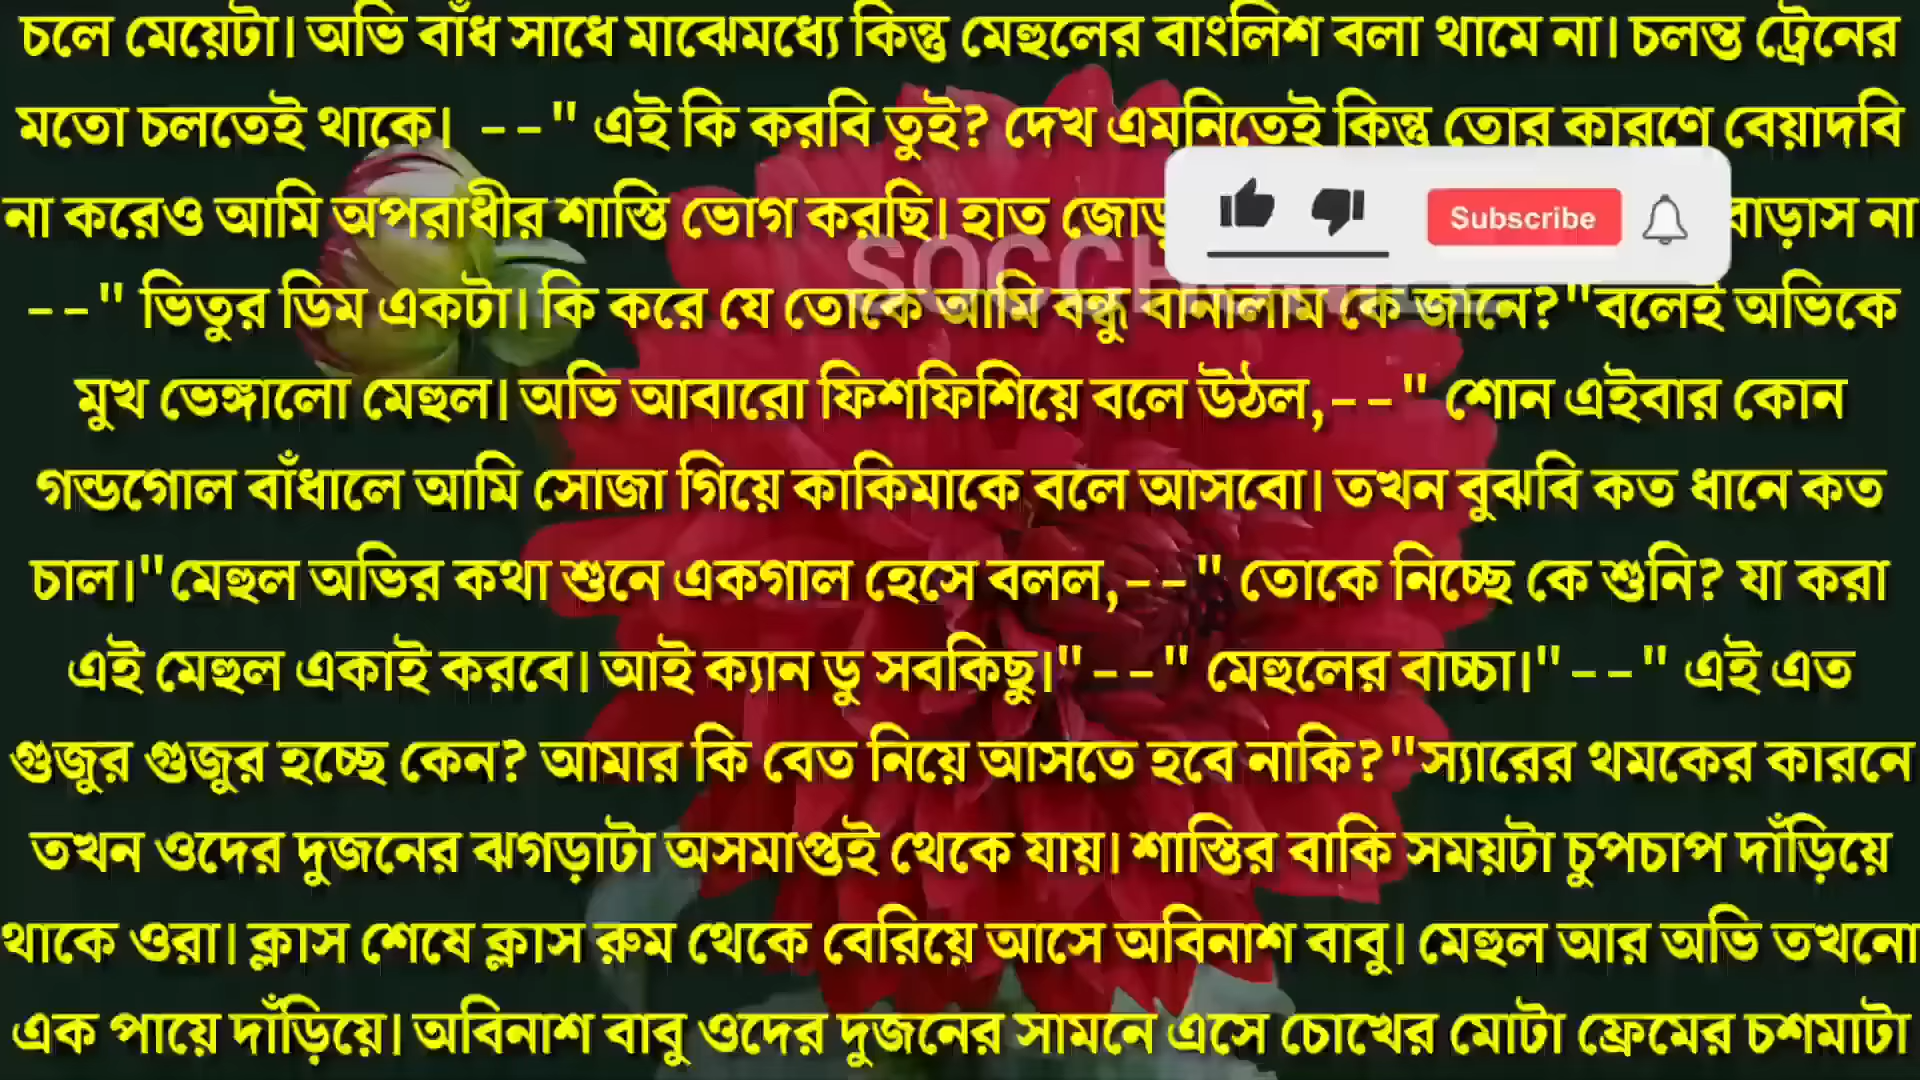 চলে মেয়েটা। অভি বাঁধ সাধে মাঝেমধ্যে কিন্তু মেহুলের বাংলিশ বলা থামে না। চলন্ত ট্রেনের
মতো চলতেই থাকে। --" এই কি করবি তুই? দেখ এমনিতেই কিন্তু তোর কারণে বেয়াদবি
না করেও আমি অপরাধীর শাস্তি ভোগ করছি। হাত জোড় বাড়াস না
Subscribe
--" ভিতুর ডিম একটা। কি করে যে তোকে আমি বন্ধু বানালাম কে জানে?"বলেই অভিকে
মুখ ভেঙ্গালো মেহুল। অভি আবারো ফিশফিশিয়ে বলে উঠল,--" শোন এইবার কোন
গন্ডগোল বাঁধালে আমি সোজা গিয়ে কাকিমাকে বলে আসবো। তখন বুঝবি কত ধানে কত
চাল।"মেহুল অভির কথা শুনে একগাল হেসে বলল,--" তোকে নিচ্ছে কে শুনি? যা করা
এই মেহুল একাই করবে। আই ক্যান ডু সবকিছু।"--" মেহুলের বাচ্চা।"--" এই এত
গুজুর গুজুর হচ্ছে কেন? আমার কি বেত নিয়ে আসতে হবে নাকি?"স্যারের থমকের কারনে
তখন ওদের দুজনের ঝগড়াটা অসমাপ্তই থেকে যায়। শাস্তির বাকি সময়টা চুপচাপ দাঁড়িয়ে
থাকে ওরা। ক্লাস শেষে ক্লাস রুম থেকে বেরিয়ে আসে অবিনাশ বাবু। মেহুল আর অভি তখনো
এক পায়ে দাঁড়িয়ে। অবিনাশ বাবু ওদের দুজনের সামনে এসে চোখের মোটা ফ্রেমের চশমাটা